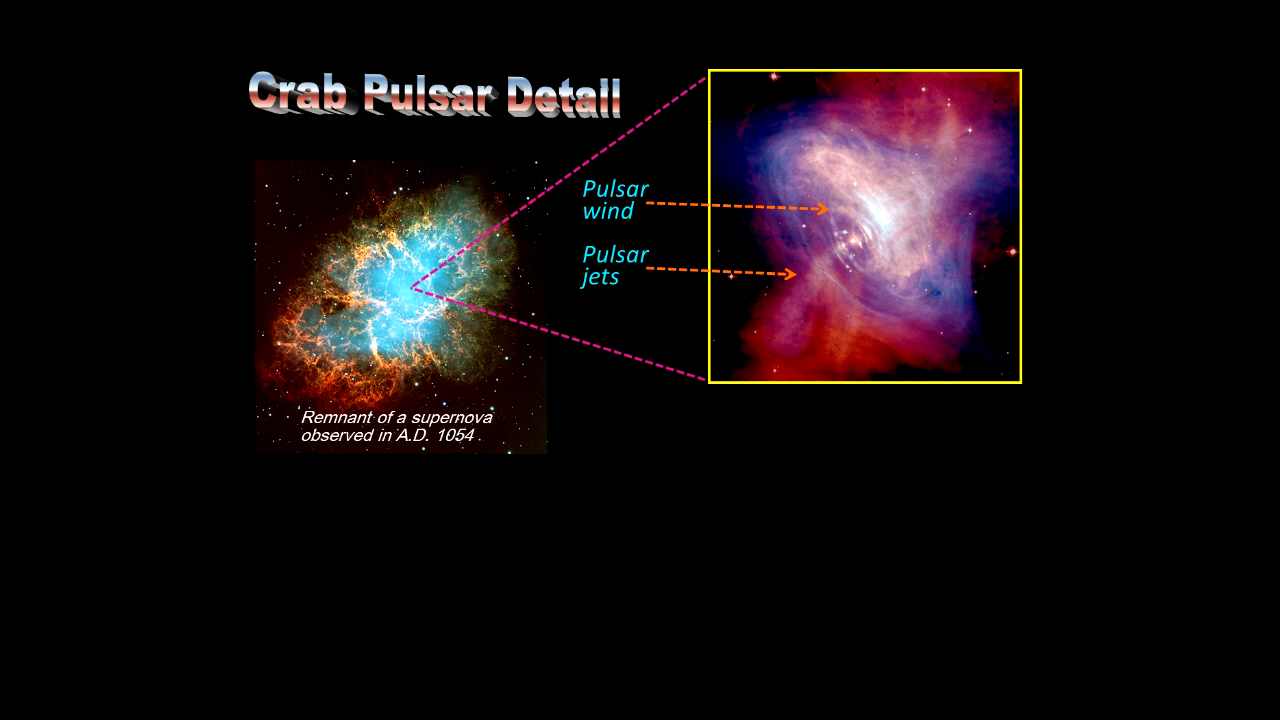 Crab Pulsar Detail
Pulsar
wind
Pulsar
jets
Remnant of a supernova
observed in A.D. 1054